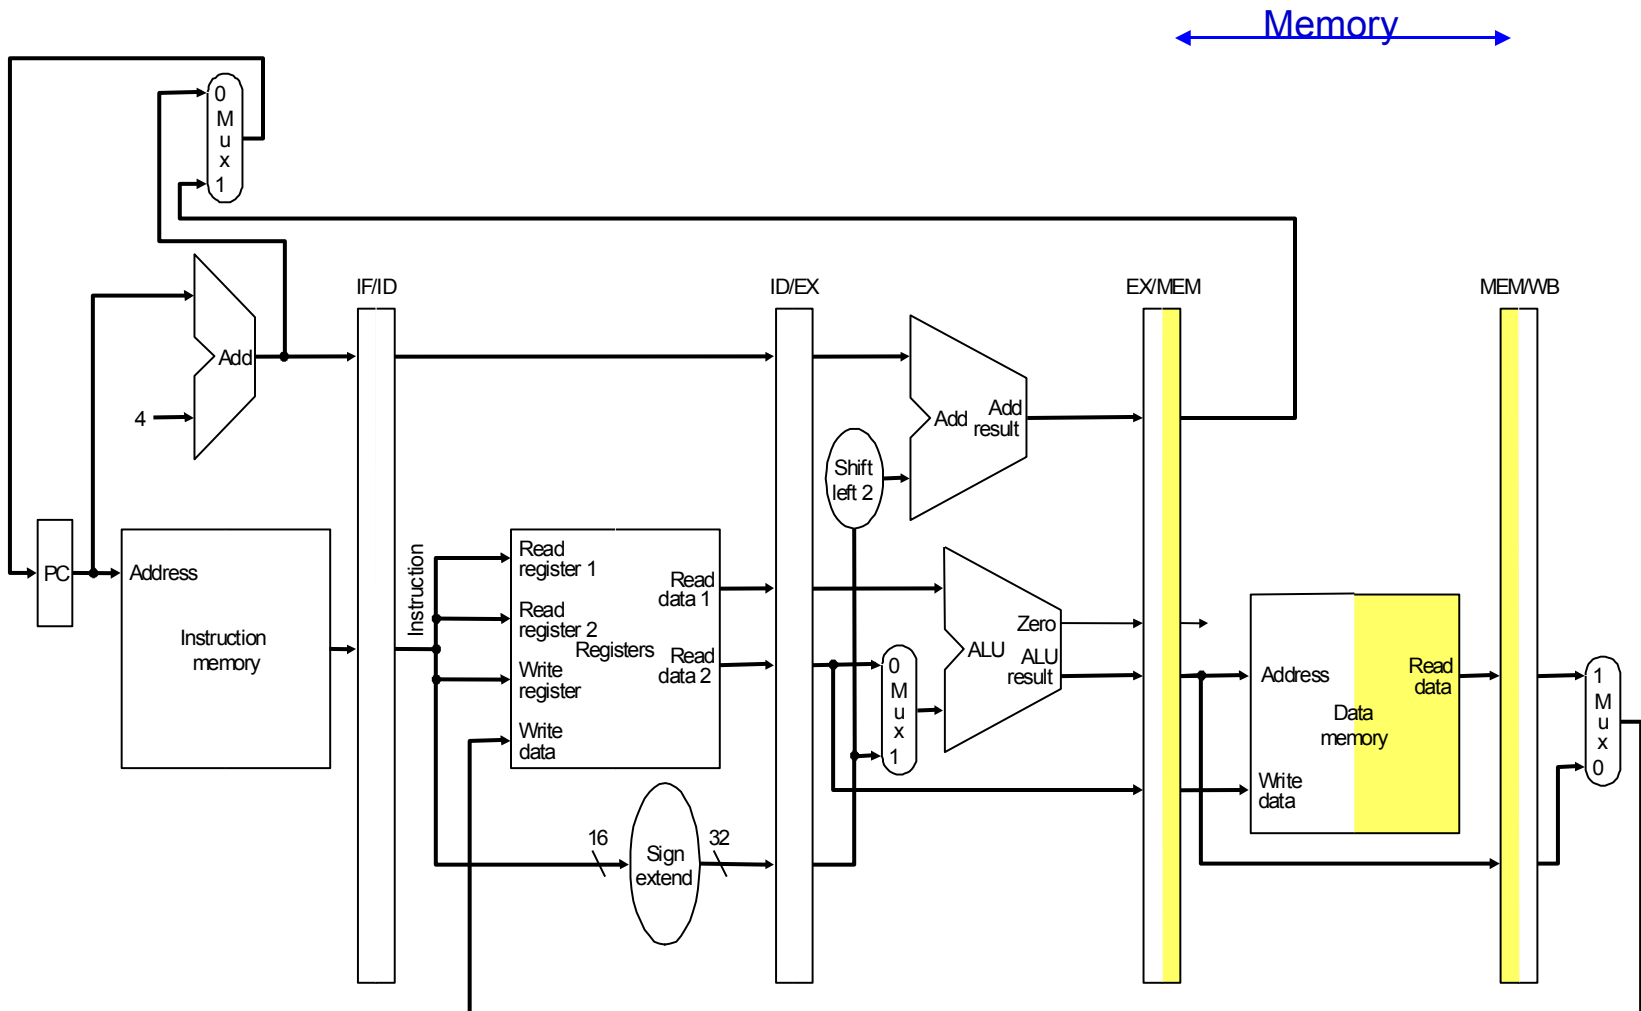 Memory
0
M
u
x
1
IF/ID
ID/EX
EX/MEM
MEM/WB
Add
4
Add
Add
result
Shift
left 2
PC
Address
Instruction
memory
Instruction
Read
register 1
Read
register 2
Write
register
Write
data
Registers
Read
data 1
Read
data 2
0
M
u
x
1
Zero
ALU
ALU
result
Address
Read
data
Data
memory
Write
data
1
M
u
x
0
16
Sign
extend
32